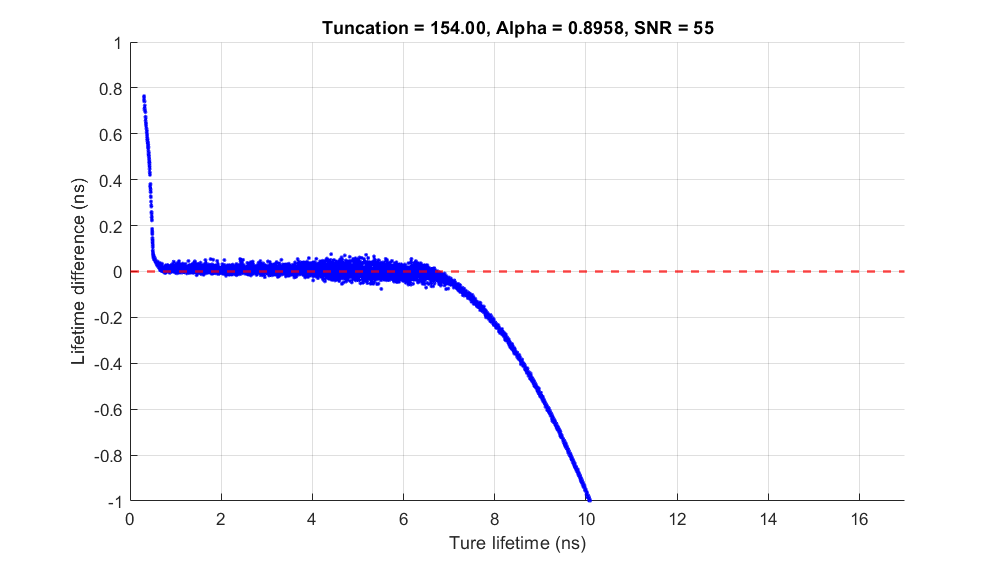 Tuncation = 154.00, Alpha = 0.8958, SNR = 55
1
0.8
0.6
0.4
0.2
0
-0.2
-0.4
-0.6
-0.8
-1
Lifetime difference (ns)
0 2 4 6 8 10 12 14 16
Ture lifetime (ns)